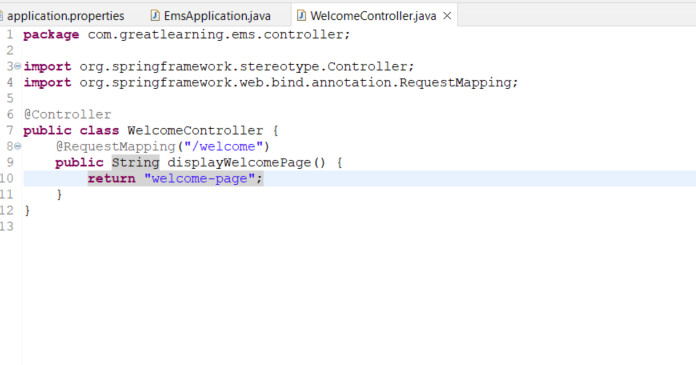 application.properties EmsApplication.java WelcomeController.java
1 package com.greatlearning.ems.controller;
2
3 import org.springframework.stereotype.Controller;
4 import org.springframework.web.bind.annotation.RequestMapping;
5
6 @Controller
7 public class WelcomeController {
8     @RequestMapping("/welcome")
9     public String displayWelcomePage() {
10         return "welcome-page";
11     }
12 }
13